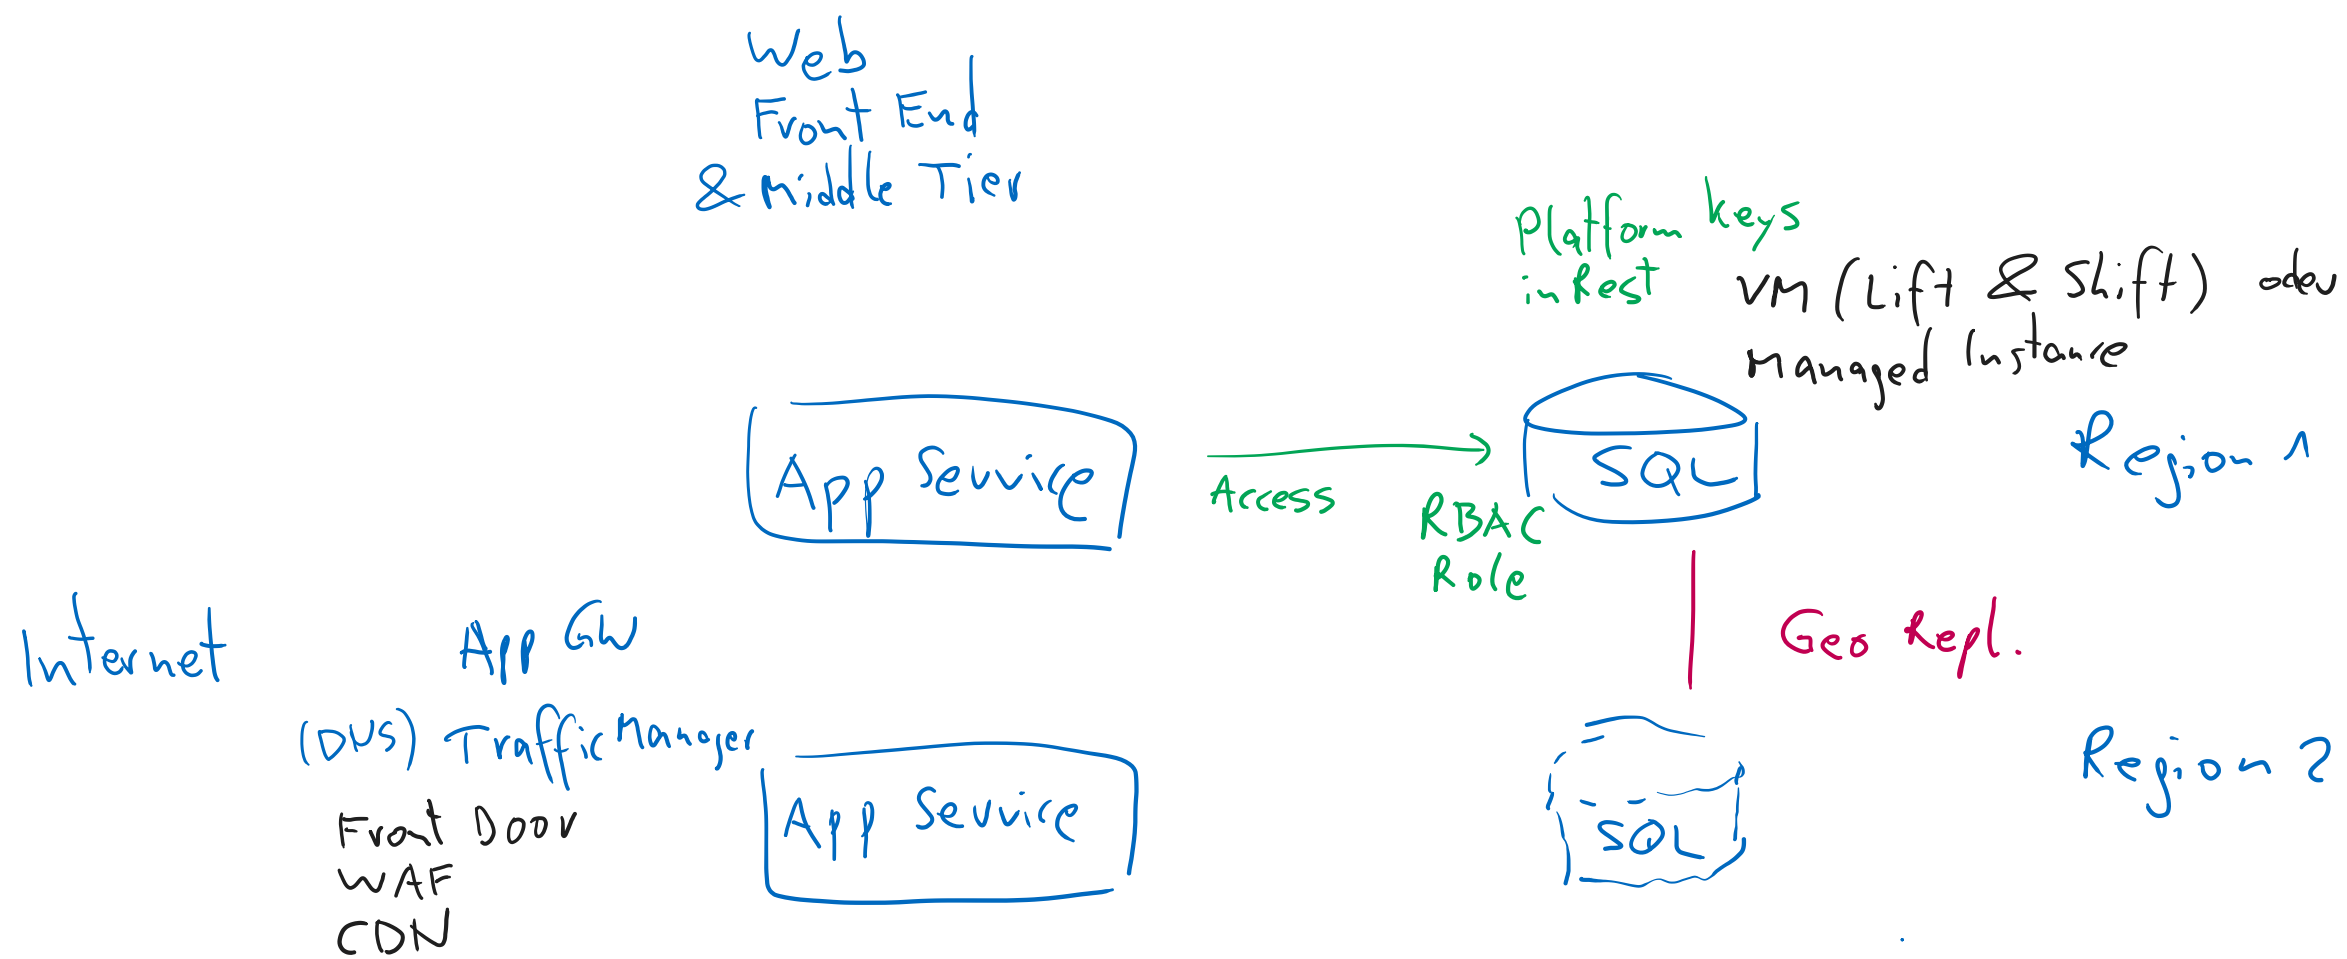 Web
Front End
& Middle Tier
Platform keys
in Rest
VM (Lift & Shift) oder
Managed Instance
App Service
Access
RBAC
Role
SQL
Region 1
Internet
App GW
(DNS) Traffic Manager
Front Door
WAF
CDN
Geo Repl.
App Service
SQL
Region 2